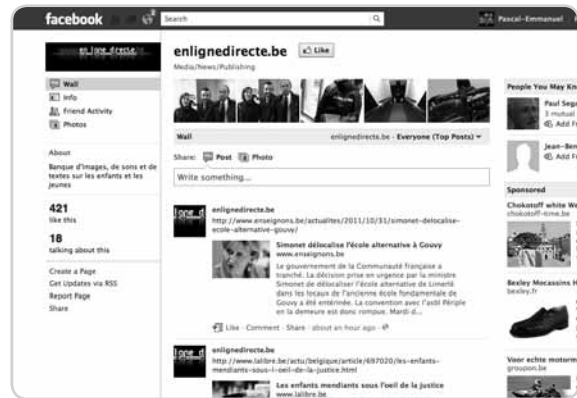 facebook
2
Search
Pascal-Emmanuel
en_ligne_directe.
enlignedirecte.be
Like
Media/News/Publishing
Wall
Info
Friend Activity
Photos
About
Banque d'images, de sons et de
textes sur les enfants et les
jeunes
421
like this
18
talking about this
Create a Page
Get Updates via RSS
Report Page
Share
Wall
enlignedirecte.be · Everyone (Top Posts)
Share: Post Photo
Write something...
enlignedirecte.be
http://www.enseignons.be/actualites/2011/10/31/simonet-delocalise-
ecole-alternative-gouvy/
Simonet délocalise l'école alternative à Gouvy
www.enseignons.be
Le gouvernement de la Communauté française a
tranché. La décision prise en urgence par la ministre
Simonet de délocaliser l'école alternative de Limerlé
dans les locaux de l'ancienne école fondamentale de
Gouvy a été entérinée. La convention avec l'asbl Périple
en la demeure est donc rompue. Mardi d...
Like · Comment · Share · about an hour ago ·
enlignedirecte.be
http://www.lalibre.be/actu/belgique/article/697020/les-enfants-
mendiants-sous-l-oeil-de-la-justice.html
Les enfants mendiants sous l'oeil de la justice
www.lalibre.be
People You May Kn
Paul Sega
3 mutual
Add Fr
Jean-Ben
Add Fr
Sponsored
Chokotoff white We
chokotoff-time.be
Bexley Mocassins H
bexley.fr
Voor echte motorm
groupon.be